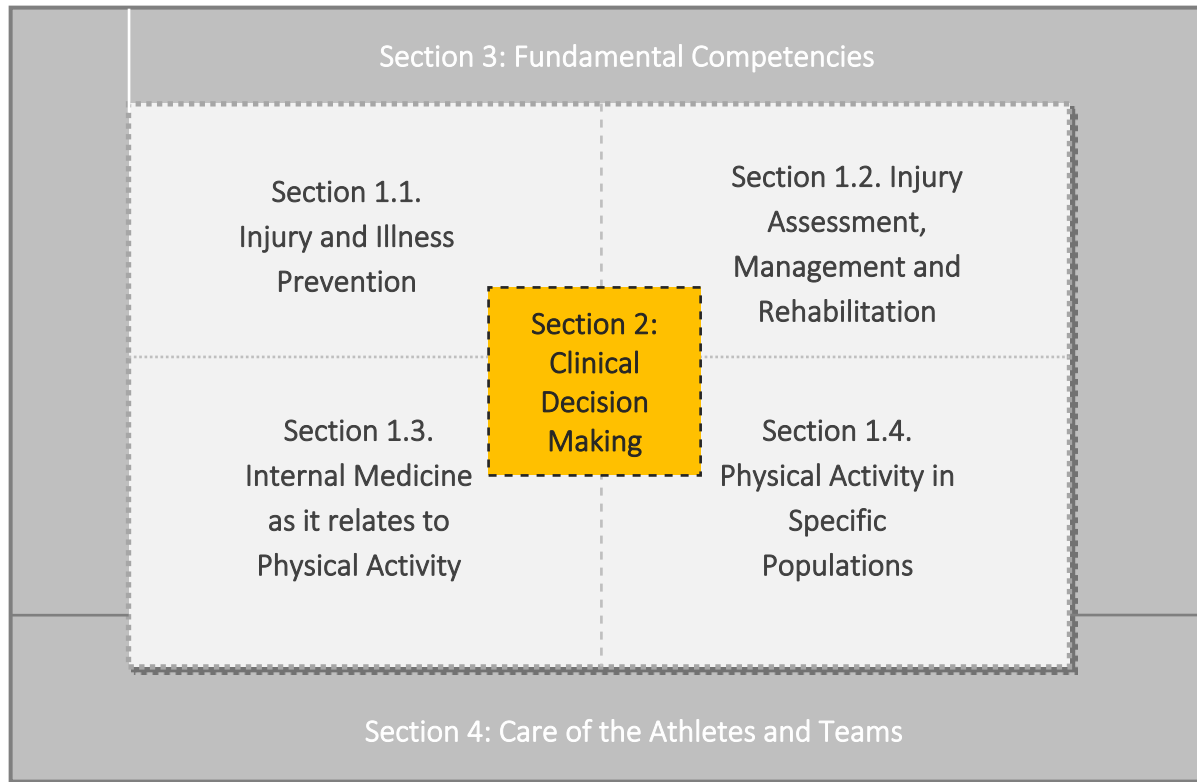 Section 3: Fundamental Competencies
Section 1.1.
Injury and Illness
Prevention
Section 1.2. Injury
Assessment,
Management and
Rehabilitation
Section 2:
Clinical
Decision
Making
Section 1.3.
Internal Medicine
as it relates to
Physical Activity
Section 1.4.
Physical Activity in
Specific
Populations
Section 4: Care of the Athletes and Teams